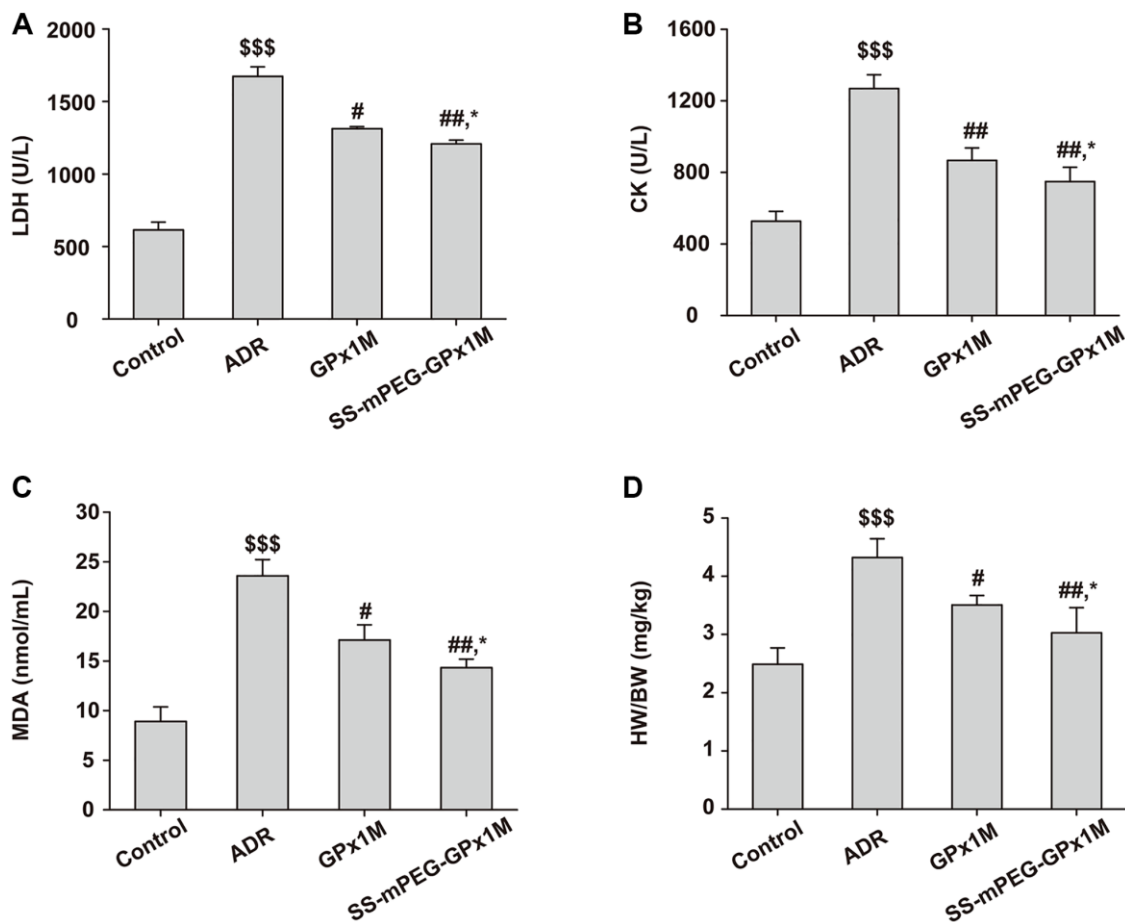 A
LDH (U/L)
2000
1500
1000
500
0
$$$
#
##,*
Control
ADR
GPx1M
SS-mPEG-GPx1M
B
CK (U/L)
1600
1200
800
400
0
$$$
##
##,*
Control
ADR
GPx1M
SS-mPEG-GPx1M
C
MDA (nmol/mL)
30
25
20
15
10
5
0
$$$
#
##,*
Control
ADR
GPx1M
SS-mPEG-GPx1M
D
HW/BW (mg/kg)
5
4
3
2
1
0
$$$
#
##,*
Control
ADR
GPx1M
SS-mPEG-GPx1M